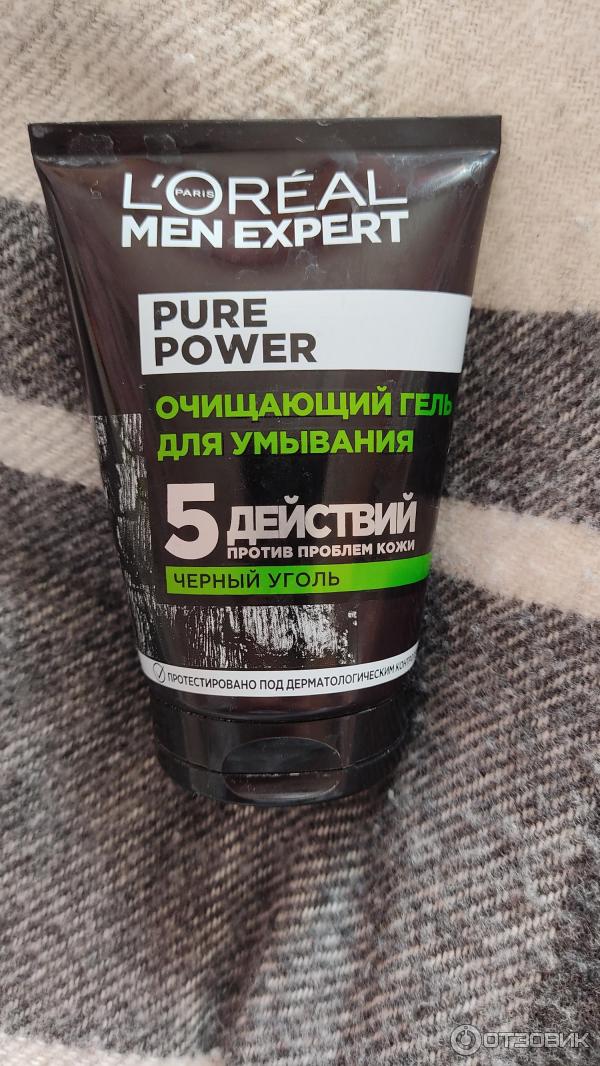 L'ORÉAL
PARIS
MEN EXPERT
PURE
POWER
ОЧИЩАЮЩИЙ ГЕЛЬ
ДЛЯ УМЫВАНИЯ
5 ДЕЙСТВИЙ
ПРОТИВ ПРОБЛЕМ КОЖИ
ЧЕРНЫЙ УГОЛЬ
ПРОТЕСТИРОВАНО ПОД ДЕРМАТОЛОГИЧЕСКИМ
ОТЗОВИК